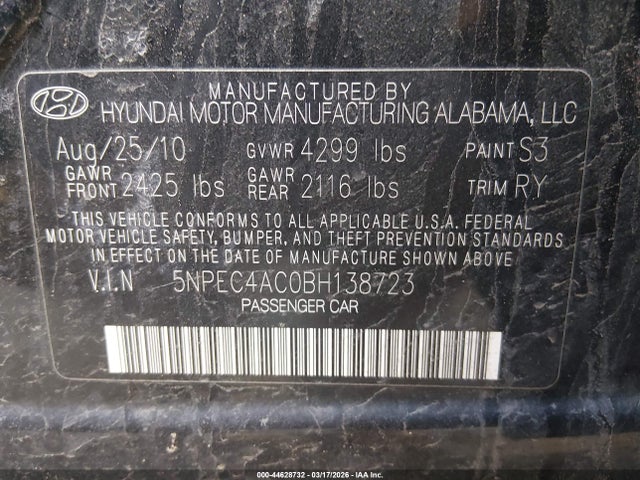 MANUFACTURED BY
HYUNDAI MOTOR MANUFACTURING ALABAMA, LLC
Aug/25/10 GVWR 4299 lbs PAINT S3
GAWR FRONT 2425 lbs GAWR REAR 2116 lbs TRIM RY
THIS VEHICLE CONFORMS TO ALL APPLICABLE U.S.A. FEDERAL
MOTOR VEHICLE SAFETY, BUMPER, AND THEFT PREVENTION STANDARDS
IN EFFECT ON THE DATE OF MANUFACTURE SHOWN ABOVE
V.I.N 5NPEC4AC0BH138723
PASSENGER CAR
000-44628732 - 03/17/2026 - IAA Inc.